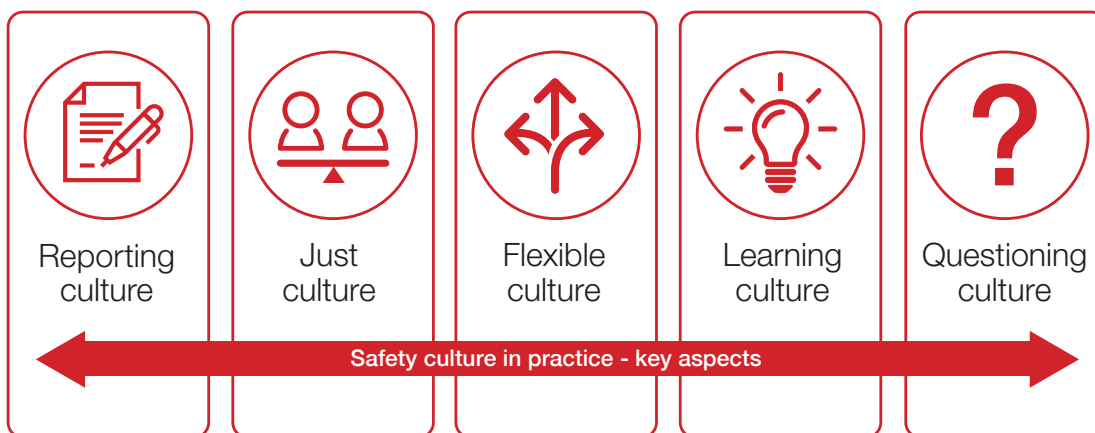 Reporting
culture
Just
culture
Flexible
culture
Learning
culture
?
Questioning
culture
Safety culture in practice - key aspects